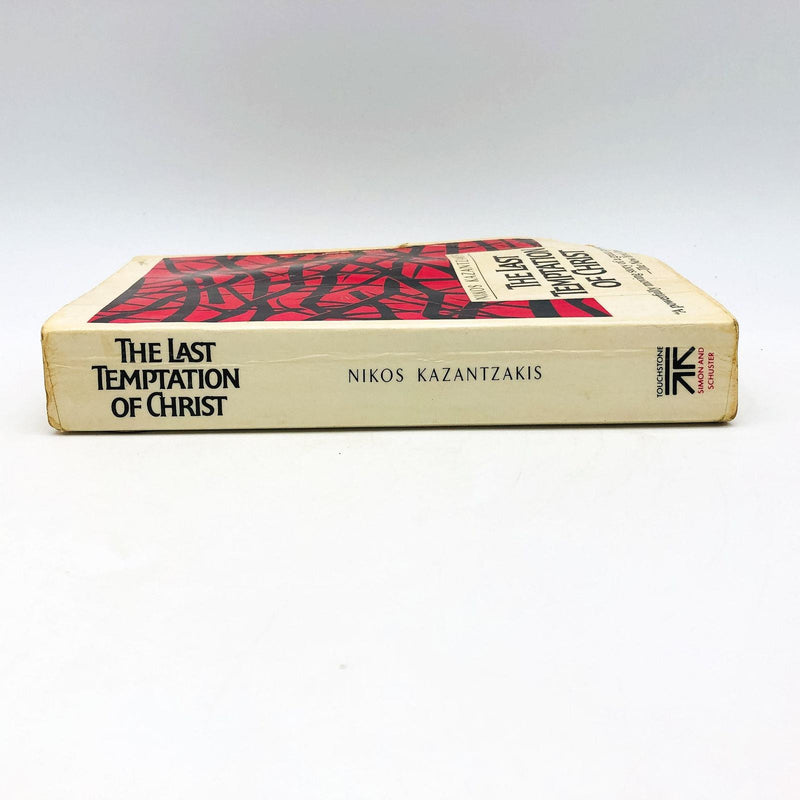 THE LAST
TEMPTATION
OF CHRIST
NIKOS KAZANTZAKIS
TOUCHSTONE
SIMON AND
SCHUSTER
NIKOS KAZANTZAKIS
THE LAST
TEMPTATION
OF CHRIST